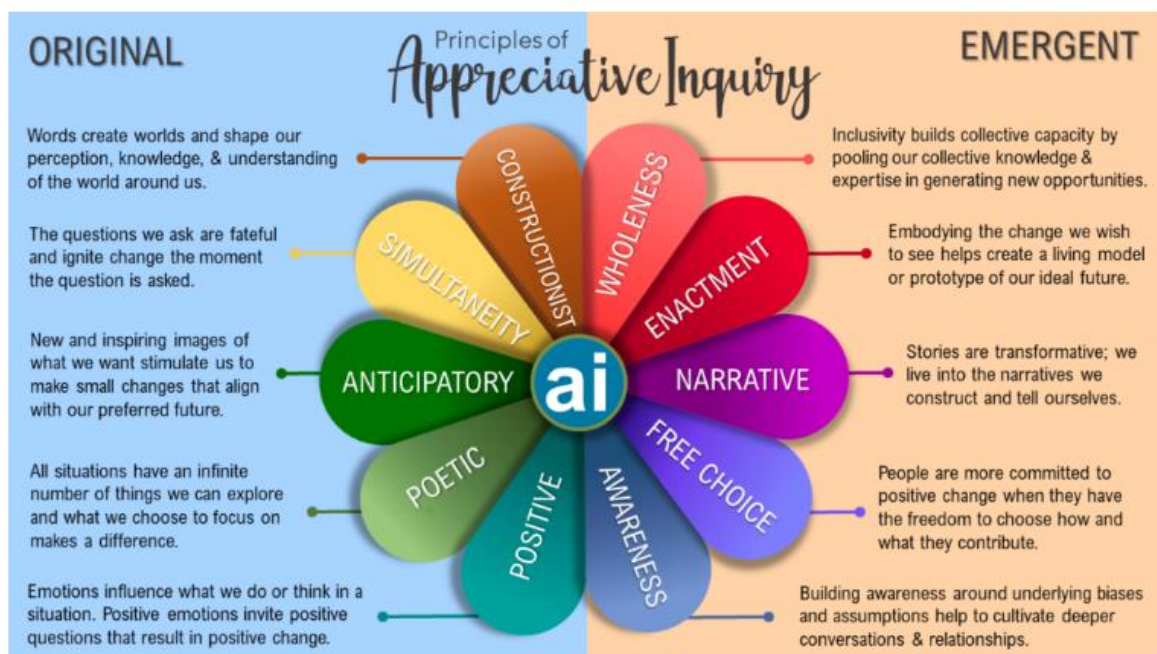 ORIGINAL
Principles of
Appreciative Inquiry
EMERGENT
Words create worlds and shape our
perception, knowledge, & understanding
of the world around us.
The questions we ask are fateful
and ignite change the moment
the question is asked.
New and inspiring images of
what we want stimulate us to
make small changes that align
with our preferred future.
All situations have an infinite
number of things we can explore
and what we choose to focus on
makes a difference.
Emotions influence what we do or think in a
situation. Positive emotions invite positive
questions that result in positive change.
CONSTRUCTIONIST
SIMULTANEITY
ANTICIPATORY
POETIC
POSITIVE
ai
WHOLENESS
ENACTMENT
NARRATIVE
FREE CHOICE
AWARENESS
Inclusivity builds collective capacity by
pooling our collective knowledge &
expertise in generating new opportunities.
Embodying the change we wish
to see helps create a living model
or prototype of our ideal future.
Stories are transformative; we
live into the narratives we
construct and tell ourselves.
People are more committed to
positive change when they have
the freedom to choose how and
what they contribute.
Building awareness around underlying biases
and assumptions help to cultivate deeper
conversations & relationships.